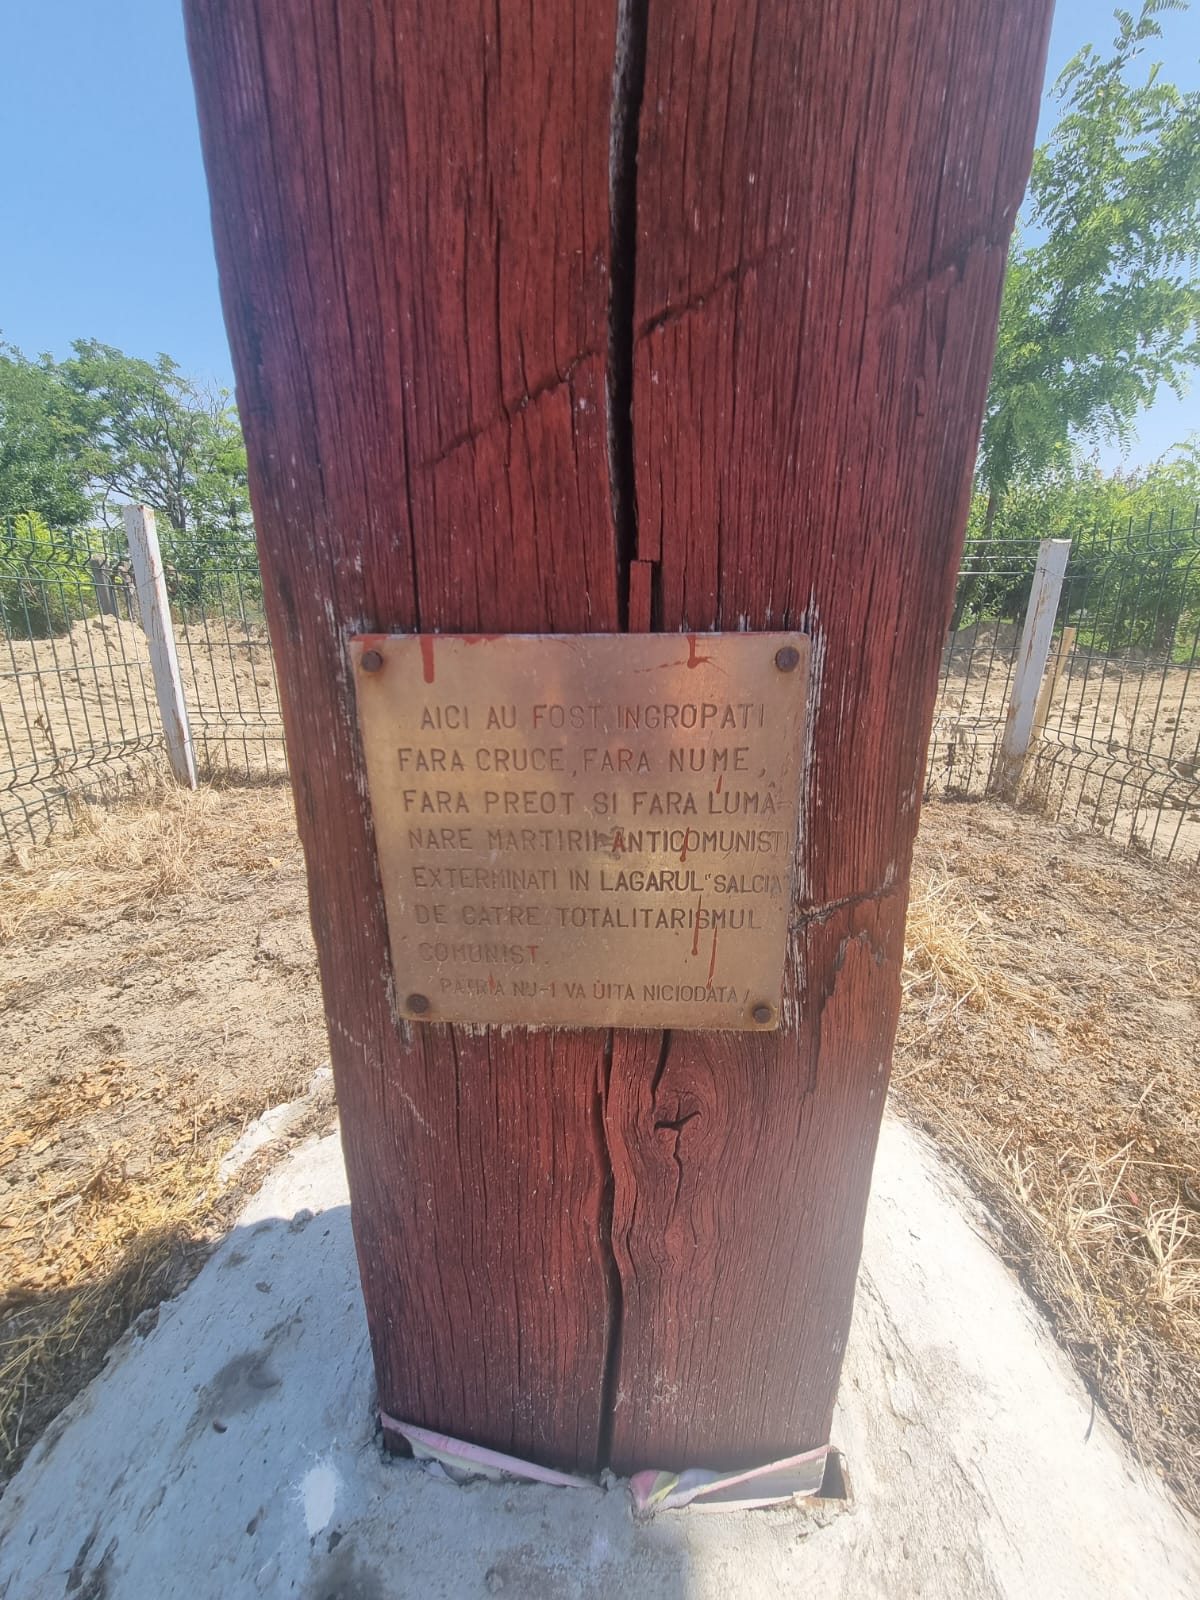 AICI AU FOST INGROPATI
FARA CRUCE, FARA NUME,
FARA PREOT SI FARA LUMÂ-
NARE MARTIRII ANTICOMUNISTI
EXTERMINATI IN LAGARUL "SALCIA"
DE CATRE TOTALITARISMUL
COMUNIST.
PATRIA NU-I VA UITA NICIODATA!